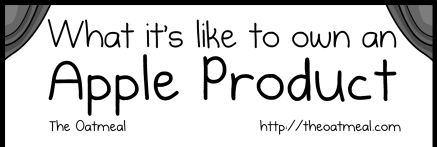 What it's like to own an
Apple Product
The Oatmeal http://theoatmeal.com